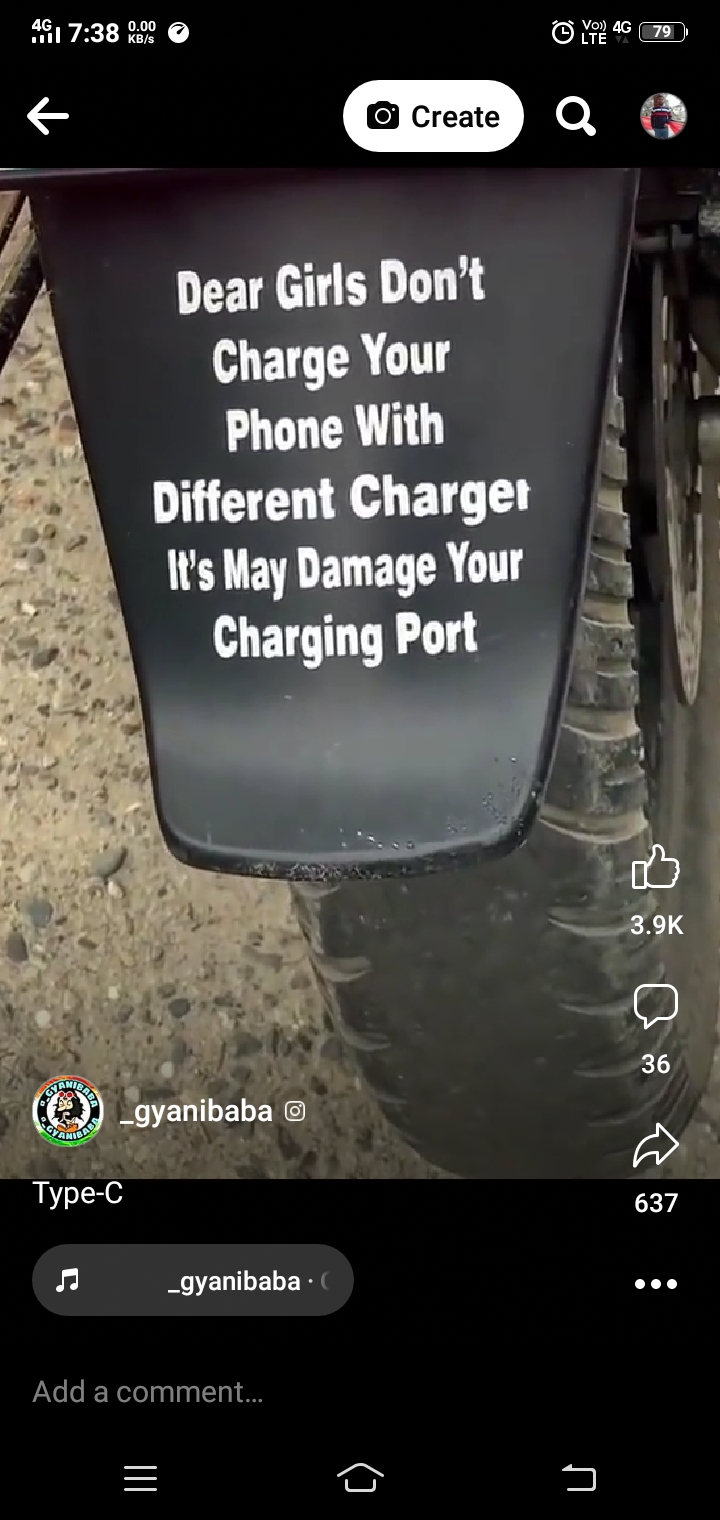 4G 7:38 0.00 KB/s Vo)) LTE 4G 79
Create
Dear Girls Don't
Charge Your
Phone With
Different Charger
It's May Damage Your
Charging Port
3.9K
36
GYANIBABA
GYANIBABA
_gyanibaba
Type-C
637
_gyanibaba ·
Add a comment...